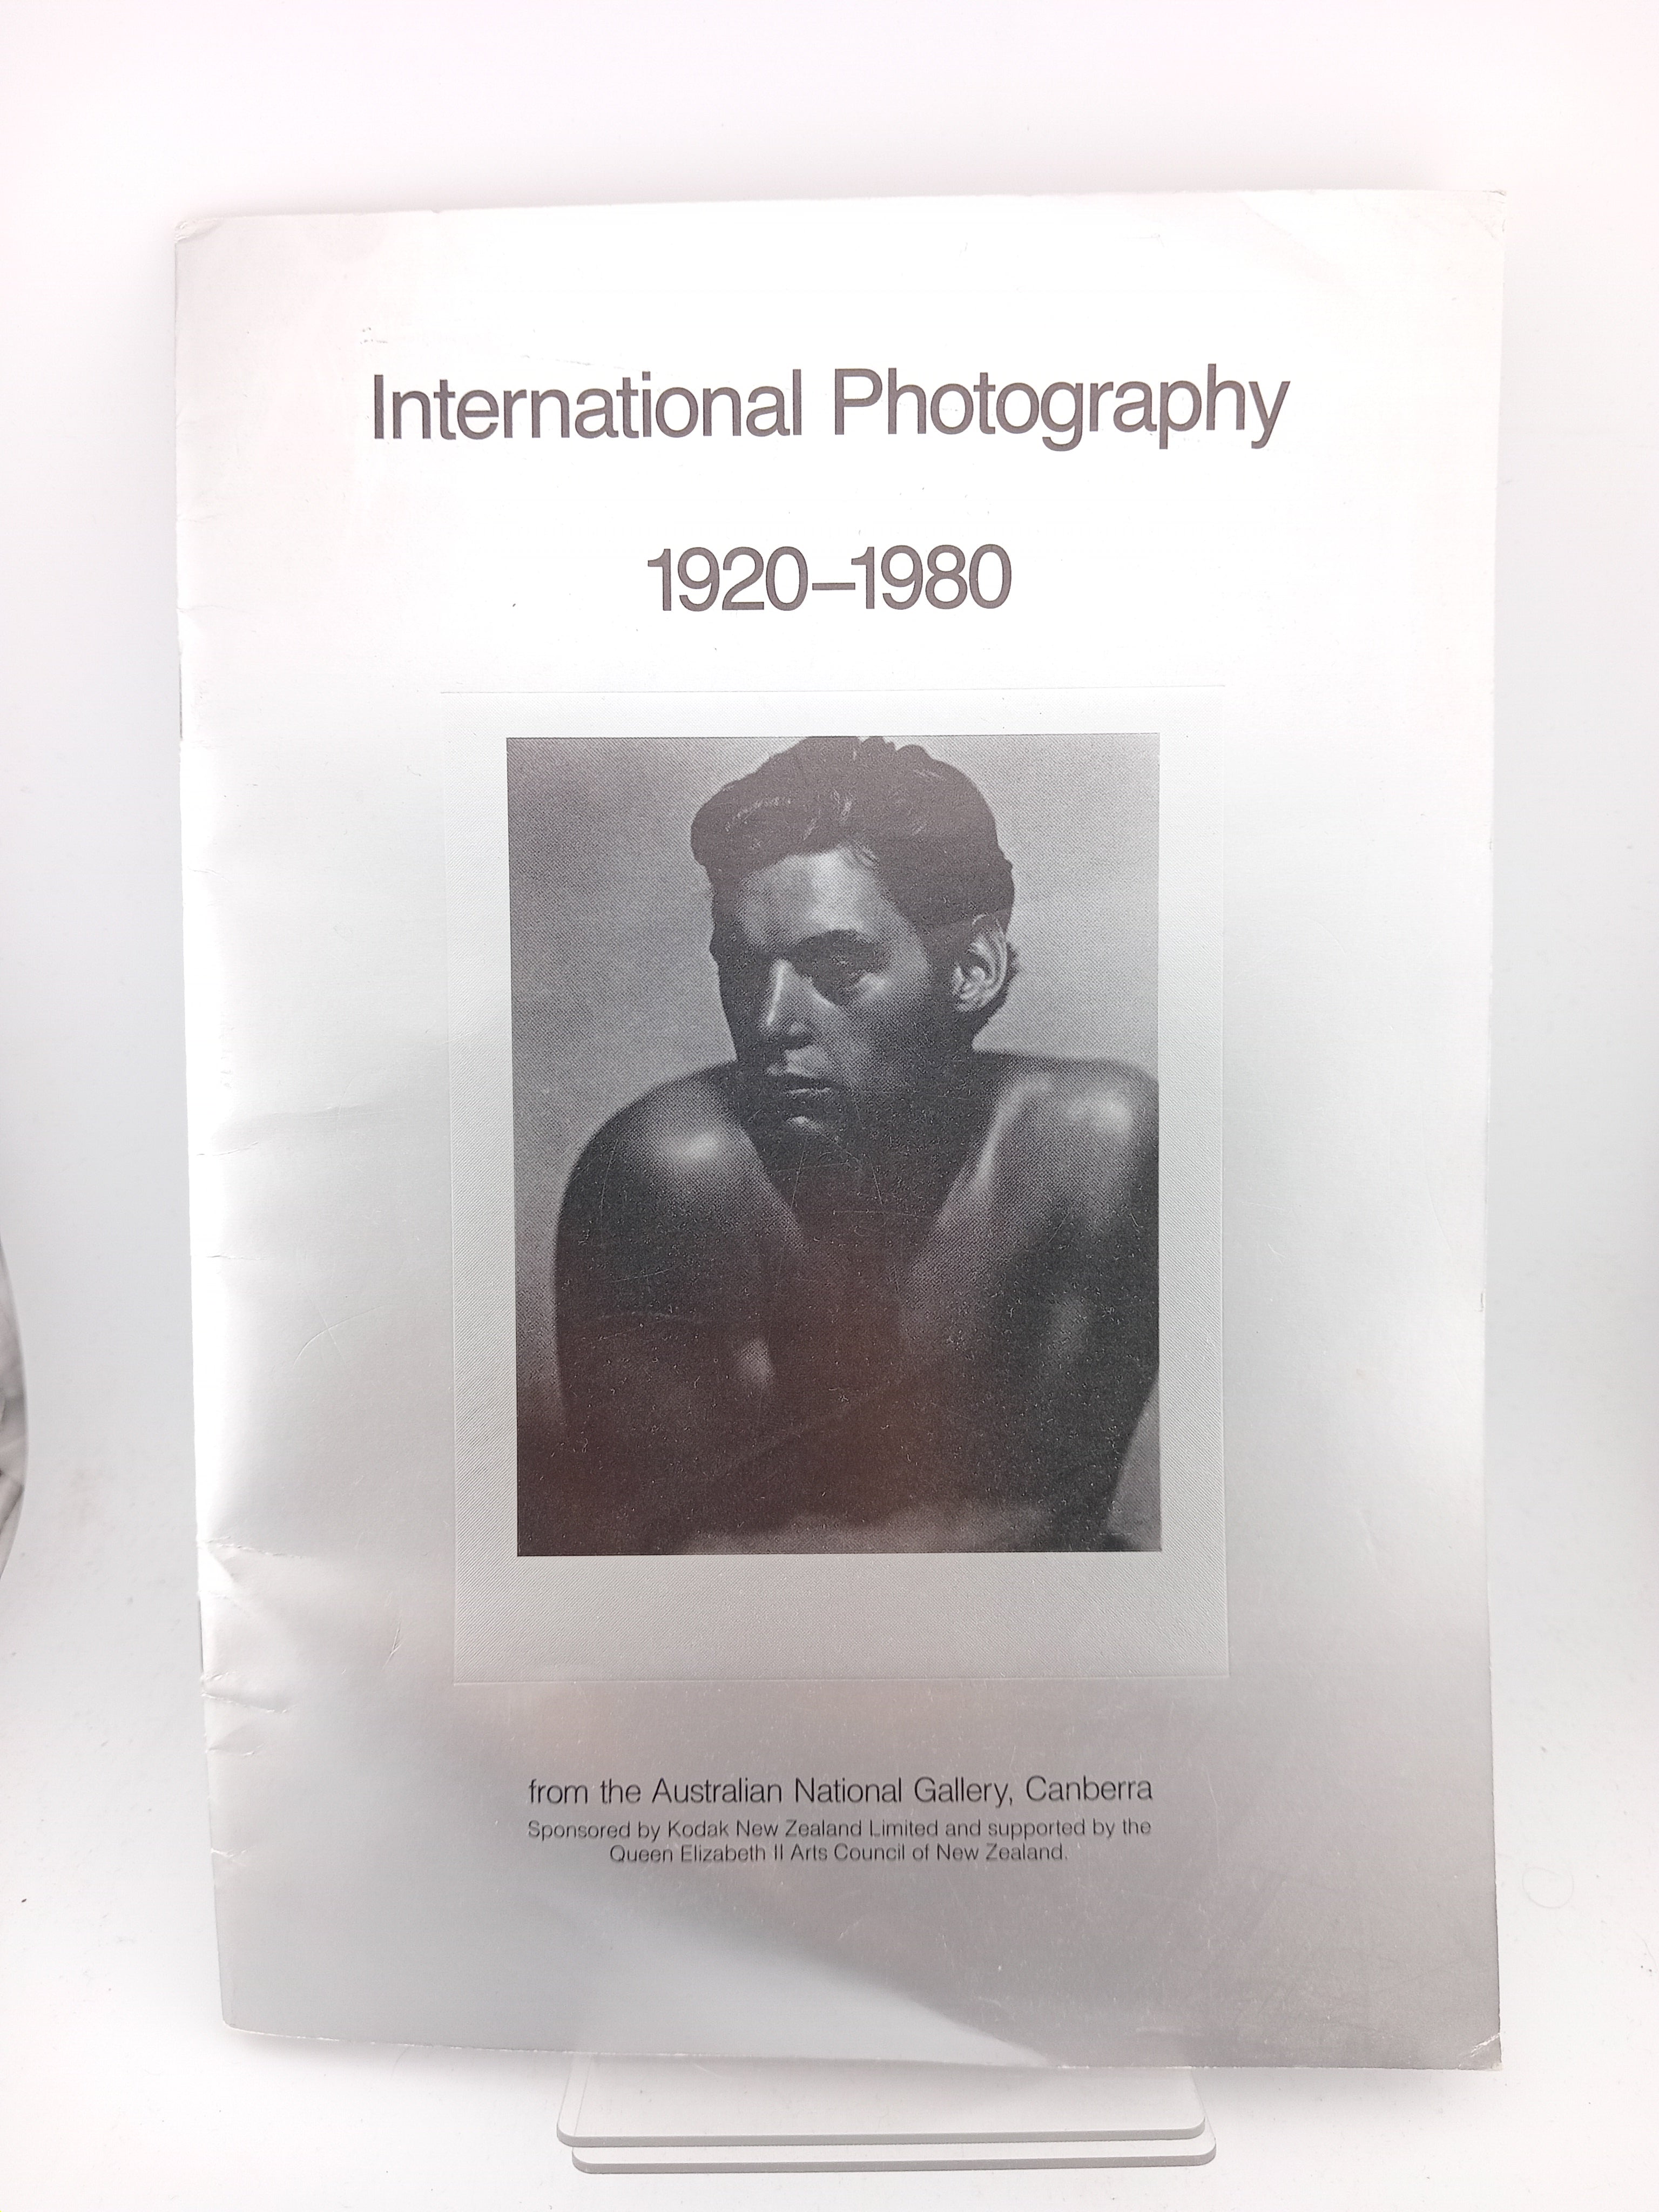 International Photography
1920–1980
from the Australian National Gallery, Canberra
Sponsored by Kodak New Zealand Limited and supported by the
Queen Elizabeth II Arts Council of New Zealand.